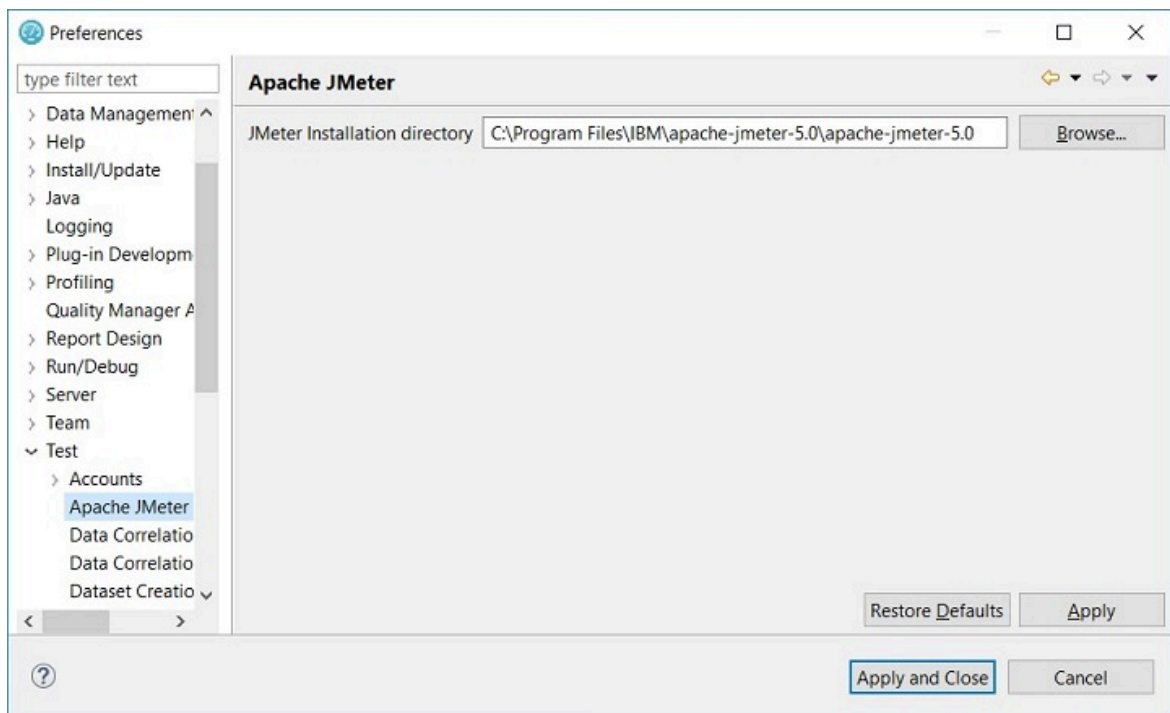 Preferences
type filter text
Data Management
Help
Install/Update
Java
Logging
Plug-in Developm
Profiling
Quality Manager A
Report Design
Run/Debug
Server
Team
Test
Accounts
Apache JMeter
Data Correlatio
Data Correlatio
Dataset Creatio
Apache JMeter
JMeter Installation directory C:\Program Files\IBM\apache-jmeter-5.0\apache-jmeter-5.0 Browse...
Restore Defaults Apply
? Apply and Close Cancel